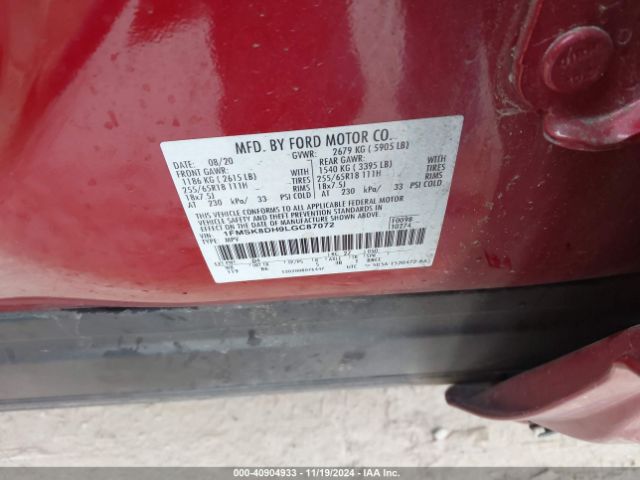 MFD. BY FORD MOTOR CO.
DATE: 08/20 GVWR: 2679 KG ( 5905 LB)
FRONT GAWR: REAR GAWR:
1186 KG ( 2615 LB) WITH 1540 KG ( 3395 LB) WITH
255/65R18 111H TIRES 255/65R18 111H TIRES
18x7.5J RIMS 18x7.5J RIMS
AT 230 kPa/ 33 PSI COLD AT 230 kPa/ 33 PSI COLD
THIS VEHICLE CONFORMS TO ALL APPLICABLE FEDERAL MOTOR
VEHICLE SAFETY AND THEFT PREVENTION STANDARDS IN EFFECT ON
THE DATE OF MANUFACTURE SHOWN ABOVE.
VIN: 1FMSK8DH9LGC87072 F0098
TYPE: MPV 10274
UTC
000-40904933 - 11/19/2024 - IAA Inc.